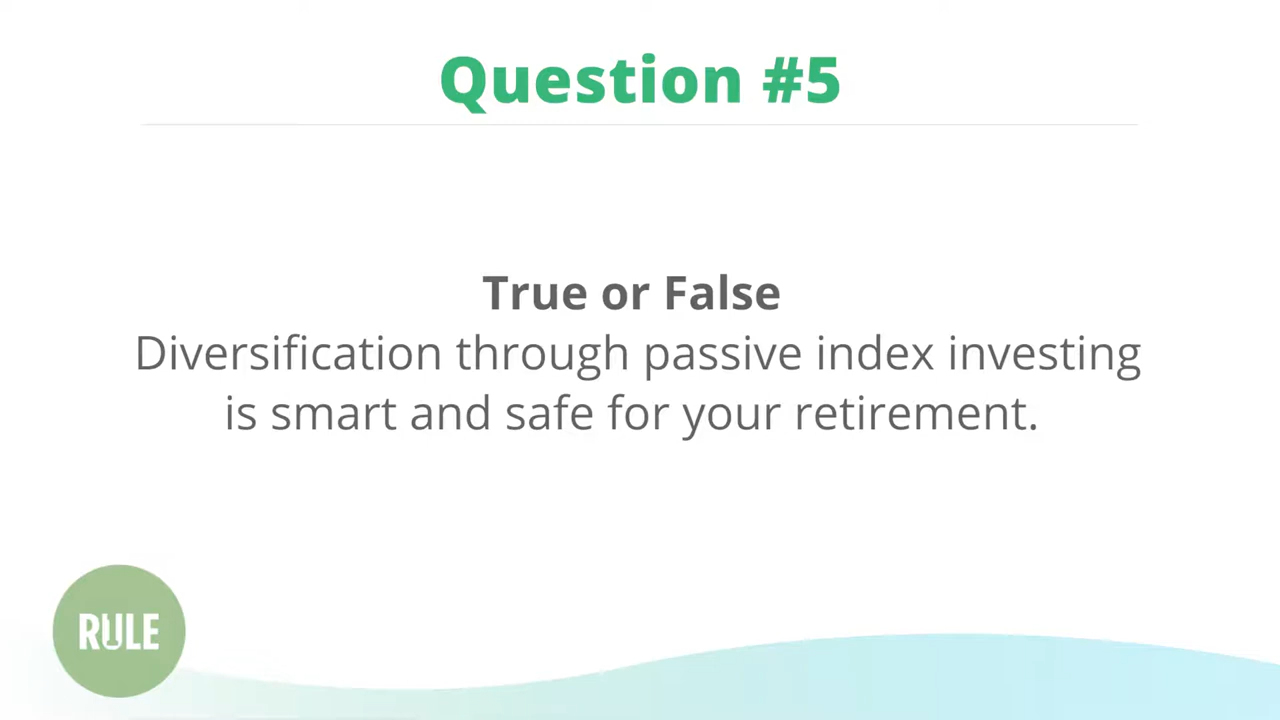 Question #5
True or False
Diversification through passive index investing
is smart and safe for your retirement.
RULE